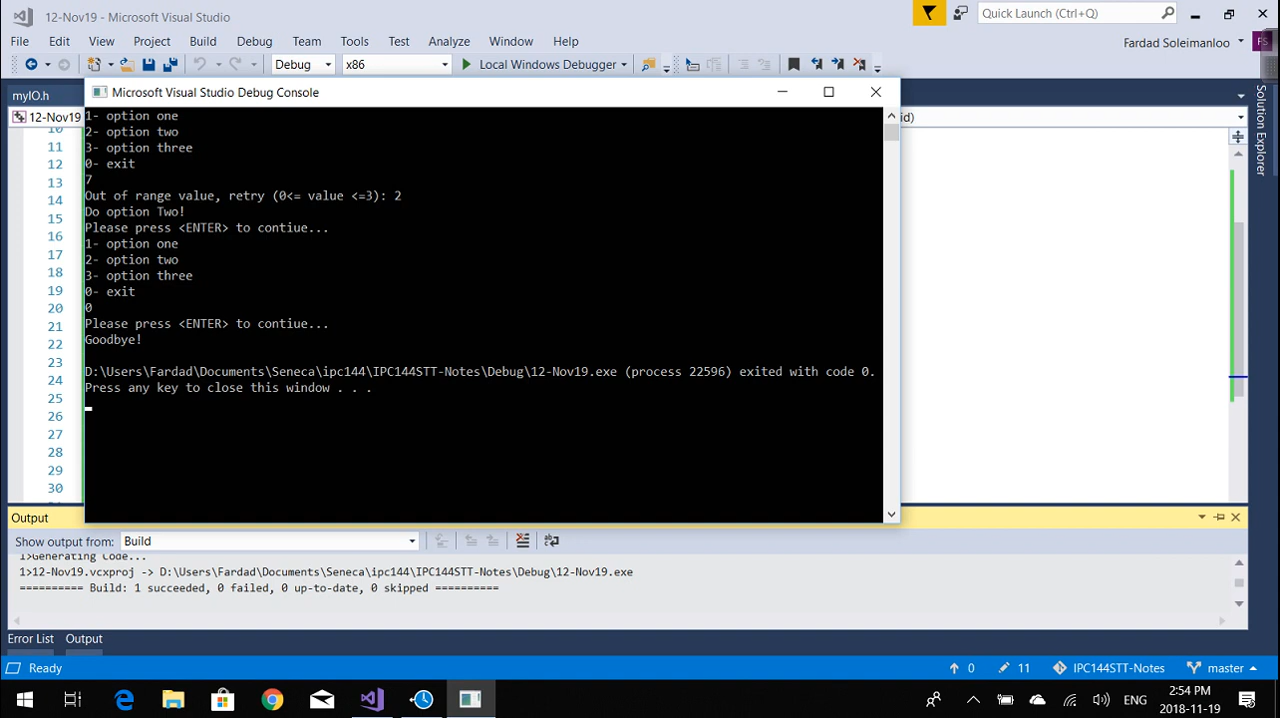 12-Nov19 - Microsoft Visual Studio
Quick Launch (Ctrl+Q)
File Edit View Project Build Debug Team Tools Test Analyze Window Help
Fardad Soleimanloo FS
Debug x86 Local Windows Debugger
myIO.h
Microsoft Visual Studio Debug Console
12-Nov19
id)
Solution Explorer
10
11
12
13
14
15
16
17
18
19
20
21
22
23
24
25
26
27
28
29
30
1- option one
2- option two
3- option three
0- exit
7
Out of range value, retry (0<= value <=3): 2
Do option Two!
Please press <ENTER> to contiue...
1- option one
2- option two
3- option three
0- exit
0
Please press <ENTER> to contiue...
Goodbye!
D:\Users\Fardad\Documents\Seneca\ipc144\IPC144STT-Notes\Debug\12-Nov19.exe (process 22596) exited with code 0.
Press any key to close this window . . .
Output
Show output from: Build
1>Generating Code...
1>12-Nov19.vcxproj -> D:\Users\Fardad\Documents\Seneca\ipc144\IPC144STT-Notes\Debug\12-Nov19.exe
========== Build: 1 succeeded, 0 failed, 0 up-to-date, 0 skipped ==========
Error List Output
Ready 0 11 IPC144STT-Notes master
ENG
2:54 PM
2018-11-19